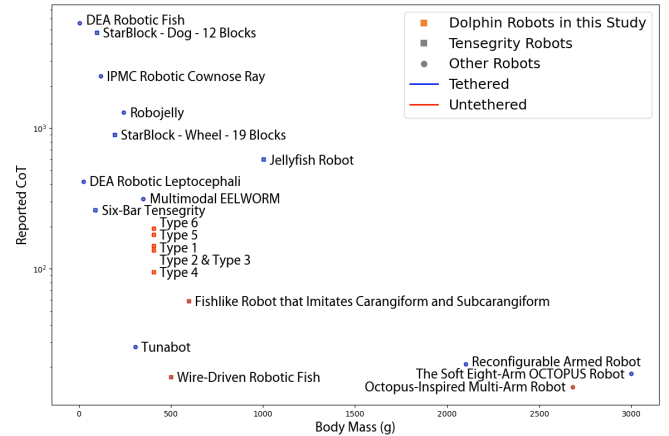 DEA Robotic Fish
StarBlock - Dog - 12 Blocks
Dolphin Robots in this Study
Tensegrity Robots
Other Robots
Tethered
Untethered
IPMC Robotic Cownose Ray
Robojelly
10³
StarBlock - Wheel - 19 Blocks
Jellyfish Robot
DEA Robotic Leptocephali
Multimodal EELWORM
Six-Bar Tensegrity
Type 6
Type 5
Type 1
Type 2 & Type 3
Type 4
10²
Reported CoT
Fishlike Robot that Imitates Carangiform and Subcarangiform
Tunabot
Reconfigurable Armed Robot
The Soft Eight-Arm OCTOPUS Robot
Wire-Driven Robotic Fish
Octopus-Inspired Multi-Arm Robot
0 500 1000 1500 2000 2500 3000
Body Mass (g)